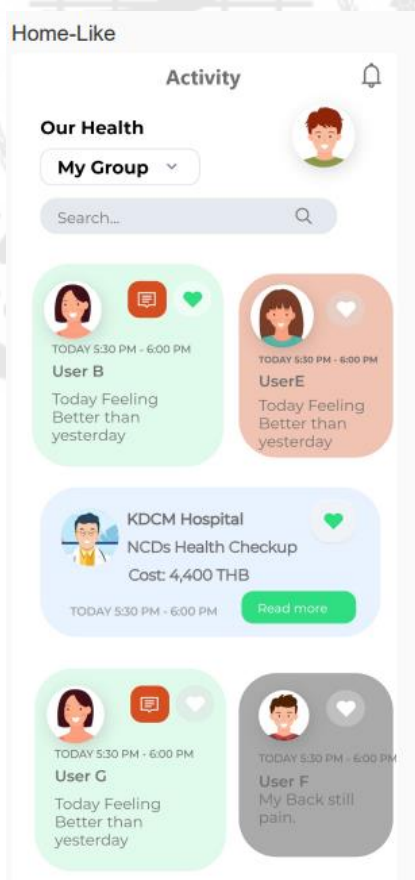 Home-Like
Activity
Our Health
My Group
Search...
TODAY 5:30 PM - 6:00 PM
User B
Today Feeling
Better than
yesterday
TODAY 5:30 PM - 6:00 PM
UserE
Today Feeling
Better than
yesterday
KDCM Hospital
NCDs Health Checkup
Cost: 4,400 THB
TODAY 5:30 PM - 6:00 PM
Read more
TODAY 5:30 PM - 6:00 PM
User G
Today Feeling
Better than
yesterday
TODAY 5:30 PM - 6:00 PM
User F
My Back still
pain.